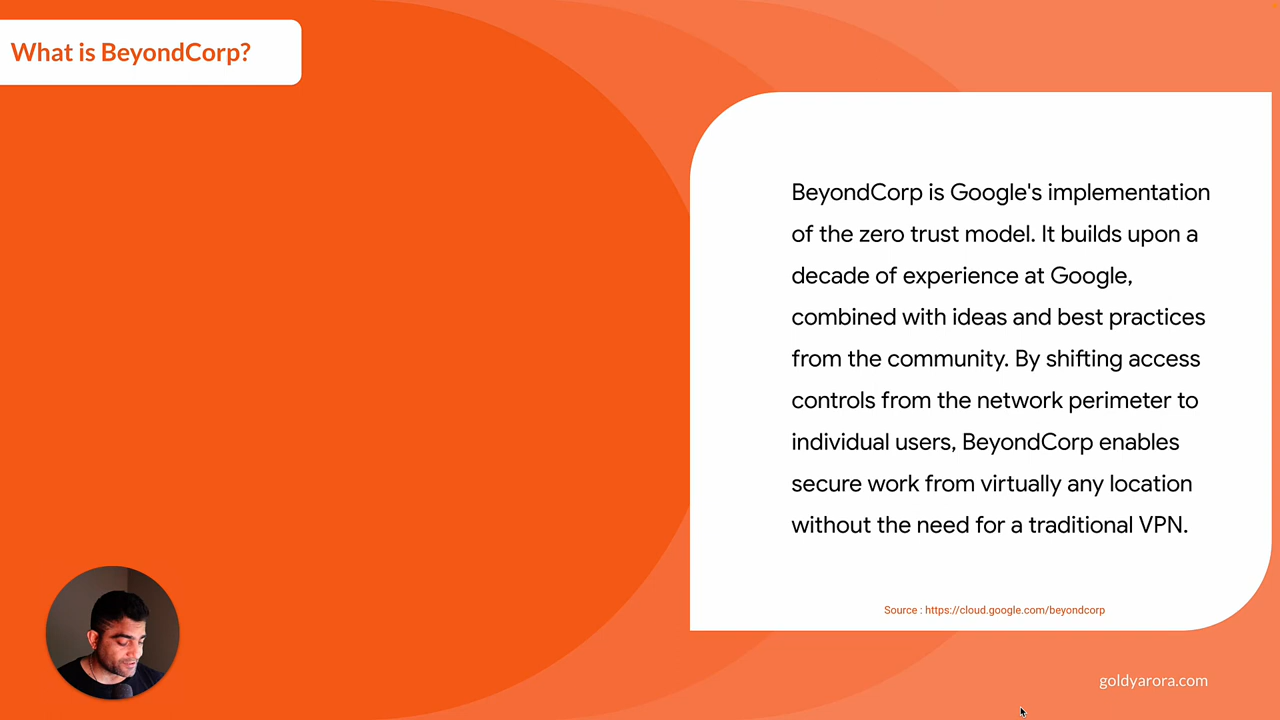 What is BeyondCorp?
BeyondCorp is Google's implementation
of the zero trust model. It builds upon a
decade of experience at Google,
combined with ideas and best practices
from the community. By shifting access
controls from the network perimeter to
individual users, BeyondCorp enables
secure work from virtually any location
without the need for a traditional VPN.
Source : https://cloud.google.com/beyondcorp
goldyarora.com